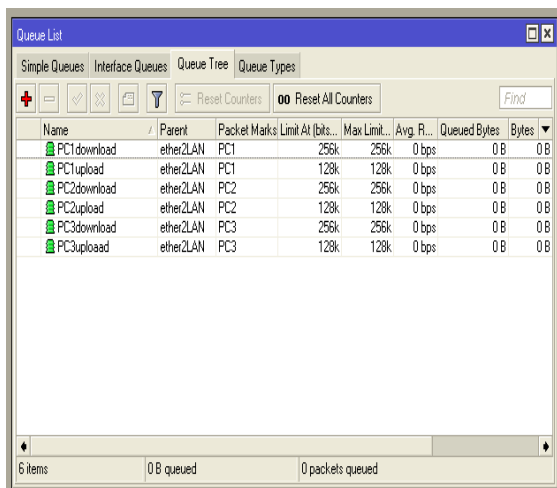 Queue List
Simple Queues Interface Queues Queue Tree Queue Types
Reset Counters 00 Reset All Counters Find
Name / Parent Packet Marks Limit At (bits... Max Limit... Avg. R... Queued Bytes Bytes
PC1download ether2LAN PC1 256k 256k 0 bps 0 B 0 B
PC1upload ether2LAN PC1 128k 128k 0 bps 0 B 0 B
PC2download ether2LAN PC2 256k 256k 0 bps 0 B 0 B
PC2upload ether2LAN PC2 128k 128k 0 bps 0 B 0 B
PC3download ether2LAN PC3 256k 256k 0 bps 0 B 0 B
PC3uploaad ether2LAN PC3 128k 128k 0 bps 0 B 0 B
6 items 0 B queued 0 packets queued